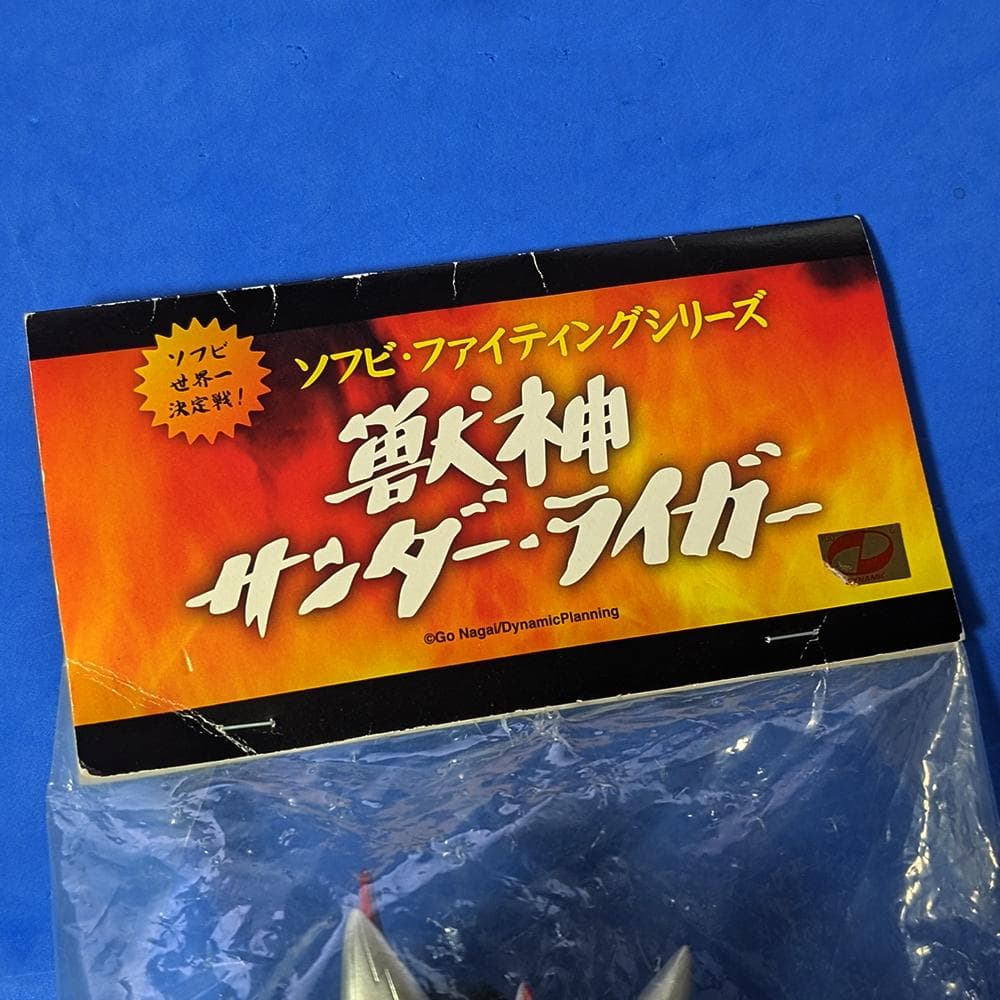 ソフビ
世界一
決定戦!
ソフビ・ファイティングシリーズ
獣神
サンダー・ライガー
DYNAMIC
©Go Nagai/DynamicPlanning